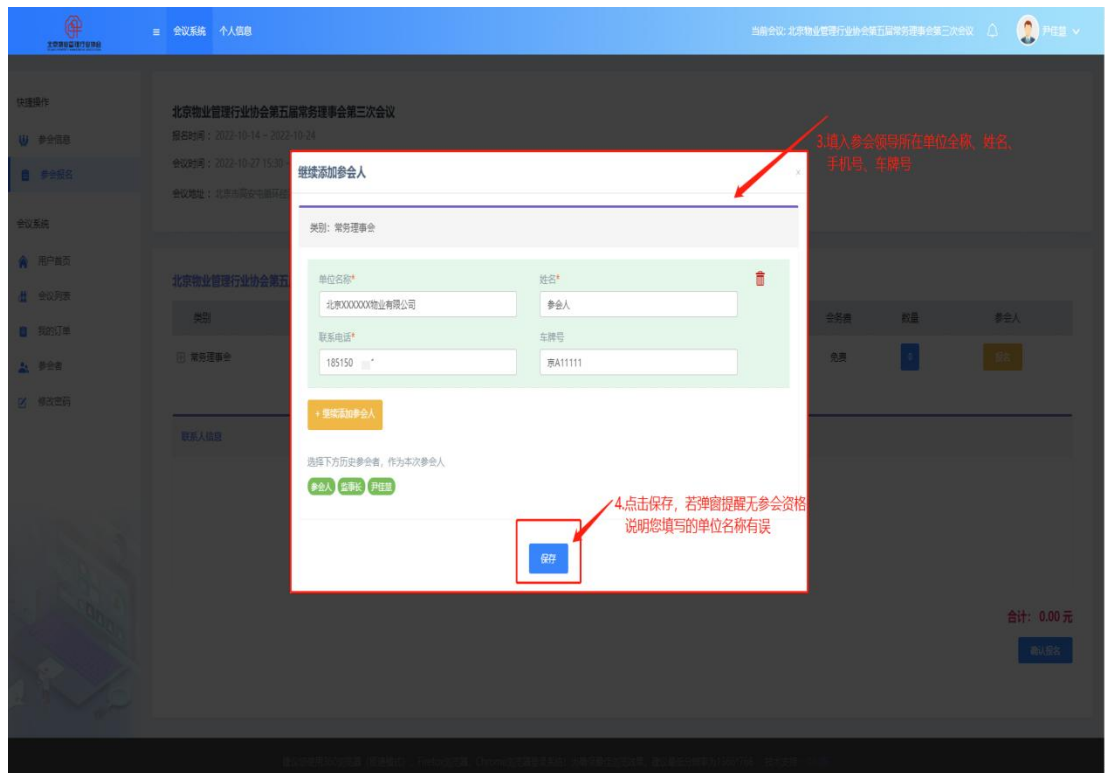 会议系统 个人信息
当前会议: 北京物业管理行业协会第五届常务理事会第三次会议
快捷操作
参会信息
参会报名
会议系统
用户首页
会议列表
我的订单
参会者
修改密码
北京物业管理行业协会第五届常务理事会第三次会议
报名时间：2022-10-14 ~ 2022-10-24
会议时间：2022-10-27 15:30
会议地址：北京市
3.填入参会领导所在单位全称、姓名、
手机号、车牌号
继续添加参会人
类别：常务理事会
单位名称* 姓名*
北京XXXXXX物业有限公司 参会人
联系电话* 车牌号
185150 京A11111
+ 继续添加参会人
选择下方历史参会者，作为本次参会人
参会人 监事长
4.点击保存，若弹窗提醒无参会资格
说明您填写的单位名称有误
保存
北京物业管理行业协会第五
类别 会务费 数量 参会人
常务理事会 免费 0 报名
联系人信息
合计： 0.00 元
确认报名